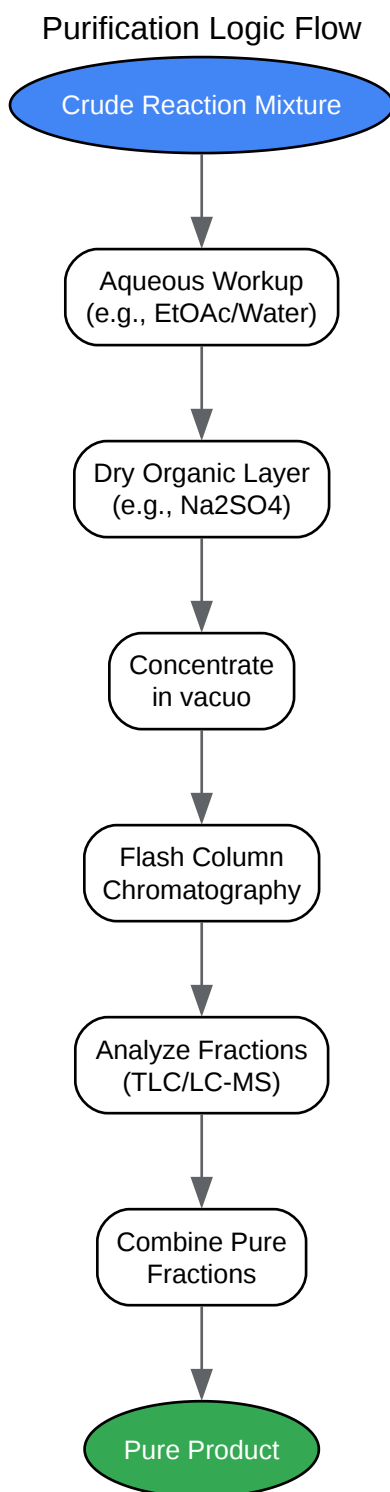 Purification Logic Flow
Crude Reaction Mixture
Aqueous Workup
(e.g., EtOAc/Water)
Dry Organic Layer
(e.g., Na2SO4)
Concentrate
in vacuo
Flash Column
Chromatography
Analyze Fractions
(TLC/LC-MS)
Combine Pure
Fractions
Pure Product